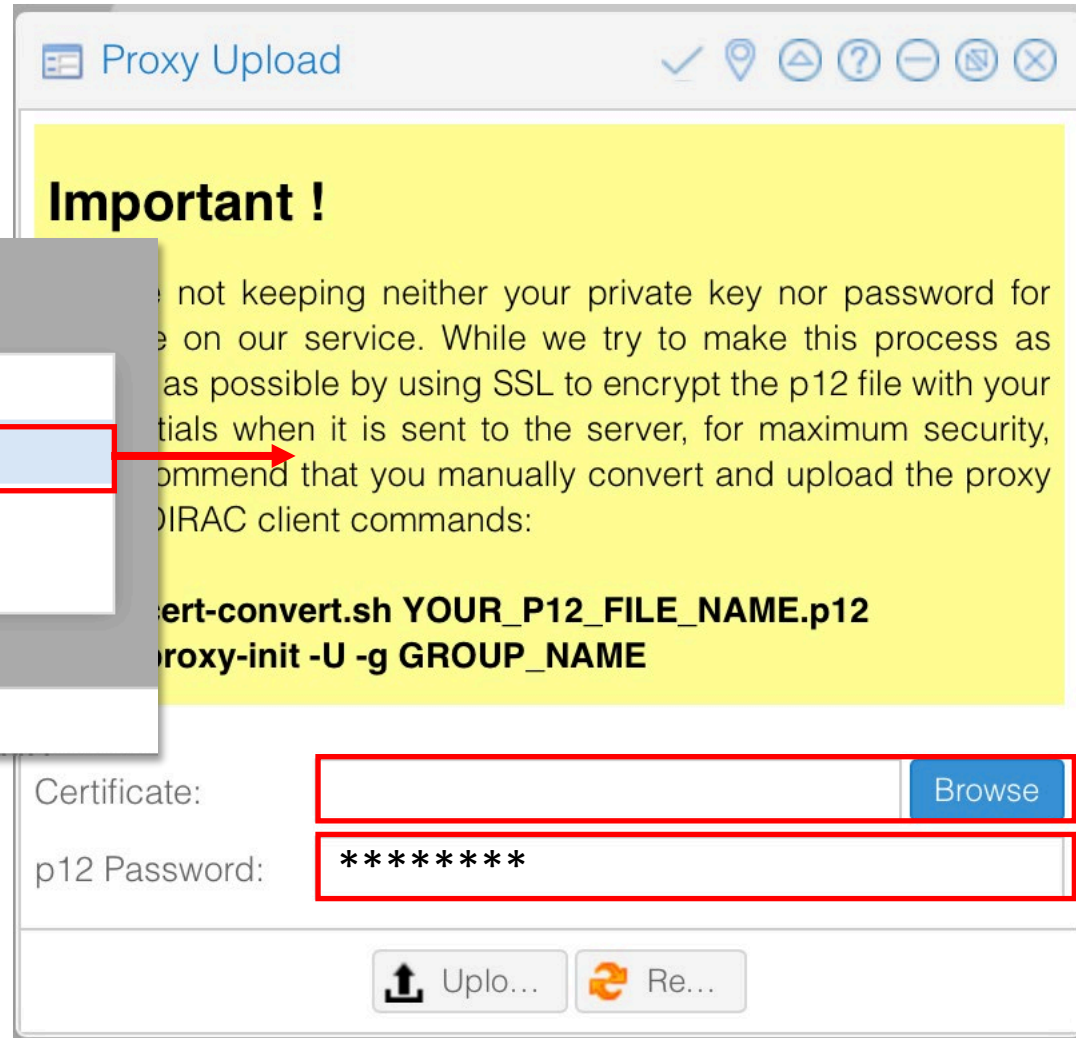 Proxy Upload
Important !
not keeping neither your private key nor password for
on our service. While we try to make this process as
as possible by using SSL to encrypt the p12 file with your
tials when it is sent to the server, for maximum security,
ommend that you manually convert and upload the proxy
DIRAC client commands:
ert-convert.sh YOUR_P12_FILE_NAME.p12
roxy-init -U -g GROUP_NAME
Certificate:
Browse
p12 Password:
********
Uplo...
Re...